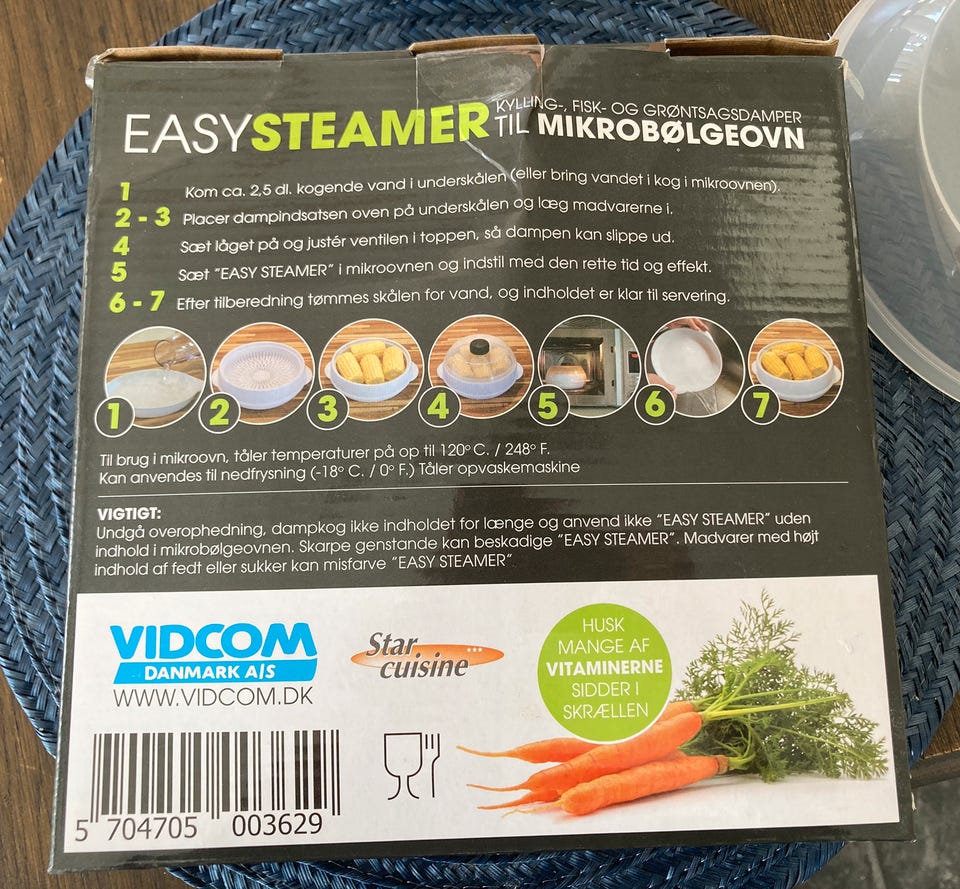 EASYSTEAMER KYLLING-, FISK- OG GRØNTSAGSDAMPER
TIL MIKROBØLGEOVN
1 Kom ca. 2,5 dl. kogende vand i underskålen (eller bring vandet i kog i mikroovnen).
2 - 3 Placer dampindsatsen oven på underskålen og læg madvarerne i.
4 Sæt låget på og justér ventilen i toppen, så dampen kan slippe ud.
5 Sæt "EASY STEAMER" i mikroovnen og indstil med den rette tid og effekt.
6 - 7 Efter tilberedning tømmes skålen for vand, og indholdet er klar til servering.
1 2 3 4 5 6 7
Til brug i mikroovn, tåler temperaturer på op til 120° C. / 248° F.
Kan anvendes til nedfrysning (-18° C. / 0° F.) Tåler opvaskemaskine
VIGTIGT:
Undgå overophedning, dampkog ikke indholdet for længe og anvend ikke "EASY STEAMER" uden
indhold i mikrobølgeovnen. Skarpe genstande kan beskadige "EASY STEAMER". Madvarer med højt
indhold af fedt eller sukker kan misfarve "EASY STEAMER"
VIDCOM
DANMARK A/S
WWW.VIDCOM.DK
Star
cuisine
HUSK
MANGE AF
VITAMINERNE
SIDDER I
SKRÆLLEN
5 704705 003629